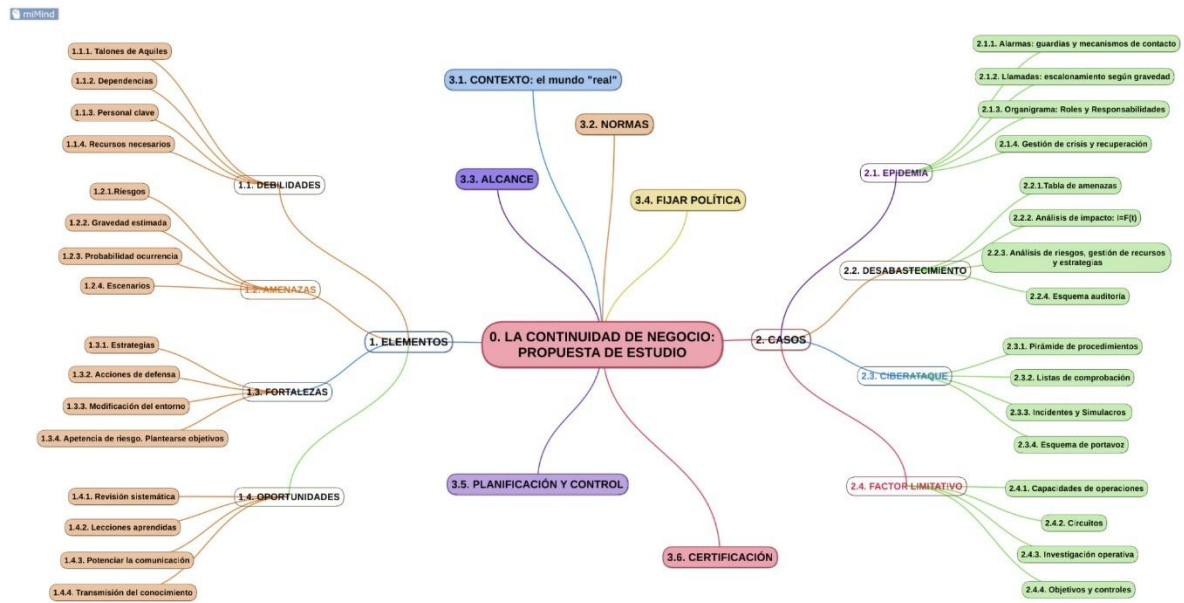 miMind
0. LA CONTINUIDAD DE NEGOCIO:
PROPUESTA DE ESTUDIO
1. ELEMENTOS
1.1. DEBILIDADES
1.1.1. Talones de Aquiles
1.1.2. Dependencias
1.1.3. Personal clave
1.1.4. Recursos necesarios
1.2. AMENAZAS
1.2.1.Riesgos
1.2.2. Gravedad estimada
1.2.3. Probabilidad ocurrencia
1.2.4. Escenarios
1.3. FORTALEZAS
1.3.1. Estrategias
1.3.2. Acciones de defensa
1.3.3. Modificación del entorno
1.3.4. Apetencia de riesgo. Plantearse objetivos
1.4. OPORTUNIDADES
1.4.1. Revisión sistemática
1.4.2. Lecciones aprendidas
1.4.3. Potenciar la comunicación
1.4.4. Transmisión del conocimiento
2. CASOS
2.1. EPIDEMIA
2.1.1. Alarmas: guardias y mecanismos de contacto
2.1.2. Llamadas: escalonamiento según gravedad
2.1.3. Organigrama: Roles y Responsabilidades
2.1.4. Gestión de crisis y recuperación
2.2. DESABASTECIMIENTO
2.2.1.Tabla de amenazas
2.2.2. Análisis de impacto: I=F(t)
2.2.3. Análisis de riesgos, gestión de recursos
y estrategias
2.2.4. Esquema auditoría
2.3. CIBERATAQUE
2.3.1. Pirámide de procedimientos
2.3.2. Listas de comprobación
2.3.3. Incidentes y Simulacros
2.3.4. Esquema de portavoz
2.4. FACTOR LIMITATIVO
2.4.1. Capacidades de operaciones
2.4.2. Circuitos
2.4.3. Investigación operativa
2.4.4. Objetivos y controles
3.1. CONTEXTO: el mundo "real"
3.2. NORMAS
3.3. ALCANCE
3.4. FIJAR POLÍTICA
3.5. PLANIFICACIÓN Y CONTROL
3.6. CERTIFICACIÓN